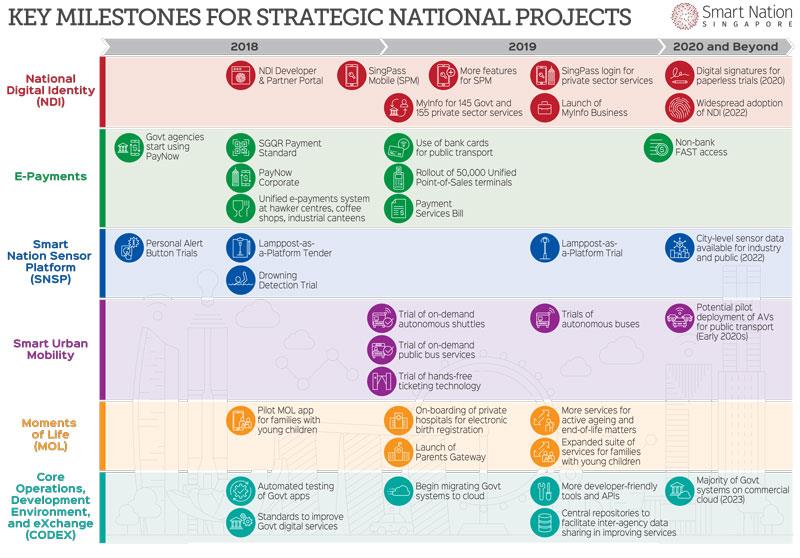 KEY MILESTONES FOR STRATEGIC NATIONAL PROJECTS
Smart Nation
SINGAPORE
2018
2019
2020 and Beyond
National
Digital Identity
(NDI)
NDI Developer
& Partner Portal
SingPass
Mobile (SPM)
More features
for SPM
SingPass login for
private sector services
Digital signatures for
paperless trials (2020)
MyInfo for 145 Govt and
155 private sector services
Launch of
MyInfo Business
Widespread adoption
of NDI (2022)
E-Payments
Govt agencies
start using
PayNow
SGQR Payment
Standard
Use of bank cards
for public transport
Non-bank
FAST access
PayNow
Corporate
Rollout of 50,000 Unified
Point-of-Sales terminals
Unified e-payments system
at hawker centres, coffee
shops, industrial canteens
Payment
Services Bill
Smart
Nation Sensor
Platform
(SNSP)
Personal Alert
Button Trials
Lamppost-as-
a-Platform Tender
Lamppost-as-
a-Platform Trial
City-level sensor data
available for industry
and public (2022)
Drowning
Detection Trial
Smart Urban
Mobility
Trial of on-demand
autonomous shuttles
Trials of
autonomous buses
Potential pilot
deployment of AVs
for public transport
(Early 2020s)
Trial of on-demand
public bus services
Trial of hands-free
ticketing technology
Moments
of Life
(MOL)
Pilot MOL app
for families with
young children
On-boarding of private
hospitals for electronic
birth registration
More services for
active ageing and
end-of-life matters
Launch of
Parents Gateway
Expanded suite of
services for families
with young children
Core
Operations,
Development
Environment,
and eXchange
(CODEX)
Automated testing
of Govt apps
Begin migrating Govt
systems to cloud
More developer-friendly
tools and APIs
Majority of Govt
systems on commercial
cloud (2023)
Standards to improve
Govt digital services
Central repositories to
facilitate inter-agency data
sharing in improving services